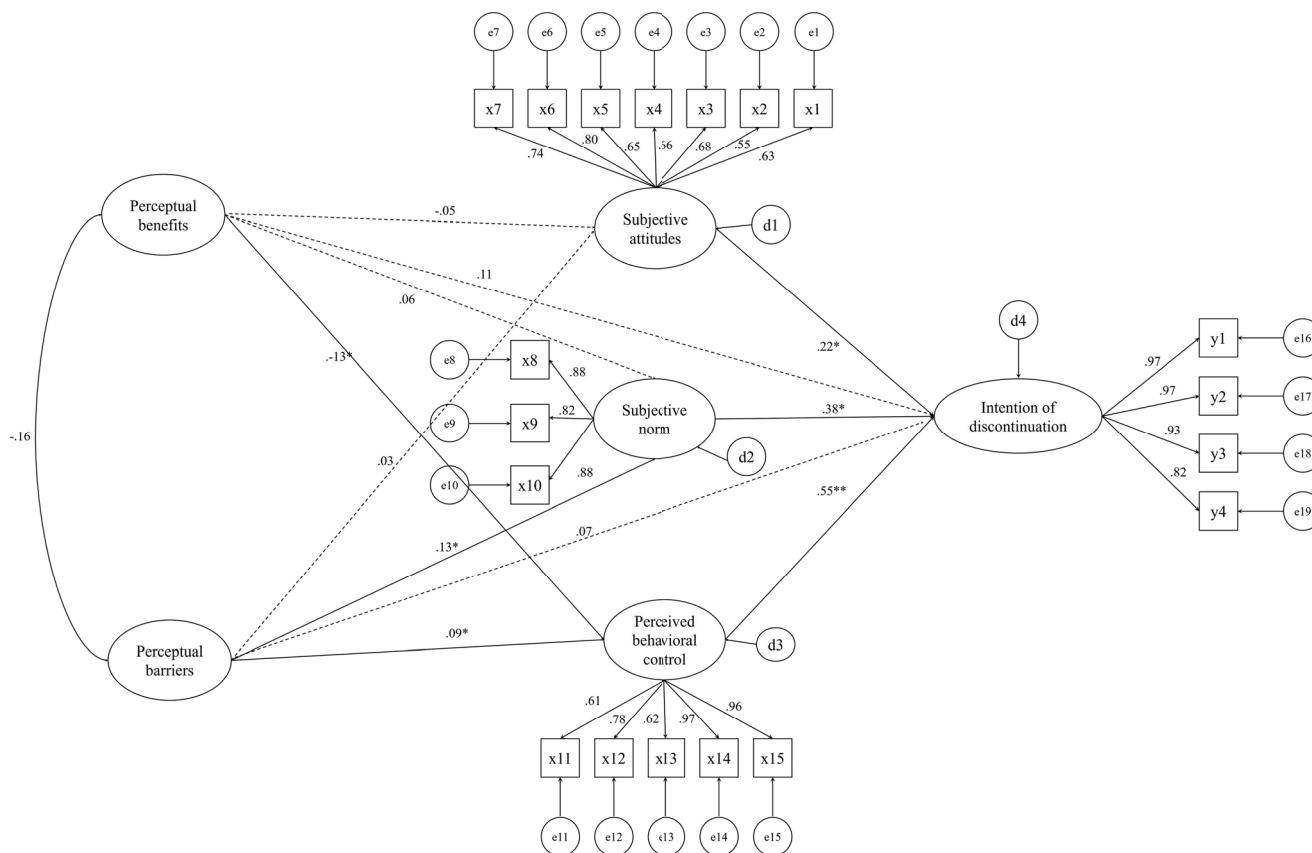 e7 e6 e5 e4 e3 e2 e1
x7 x6 x5 x4 x3 x2 x1
.74 .80 .65 .66 .68 .55 .63
Perceptual
benefits
-.05
Subjective
attitudes
d1
.11
.06
d4
.-13*
.22*
e8 x8 .88
e9 x9 .82
e10 x10 .88
Subjective
norm
d2
.38*
Intention of
discontinuation
.97 y1 e16
.97 y2 e17
.93 y3 e18
.82 y4 e19
-.16
.03
.13*
.07
.55**
Perceptual
barriers
.09*
Perceived
behavioral
control
d3
.61 .78 .62 .97 .96
x11 x12 x13 x14 x15
e11 e12 e13 e14 e15